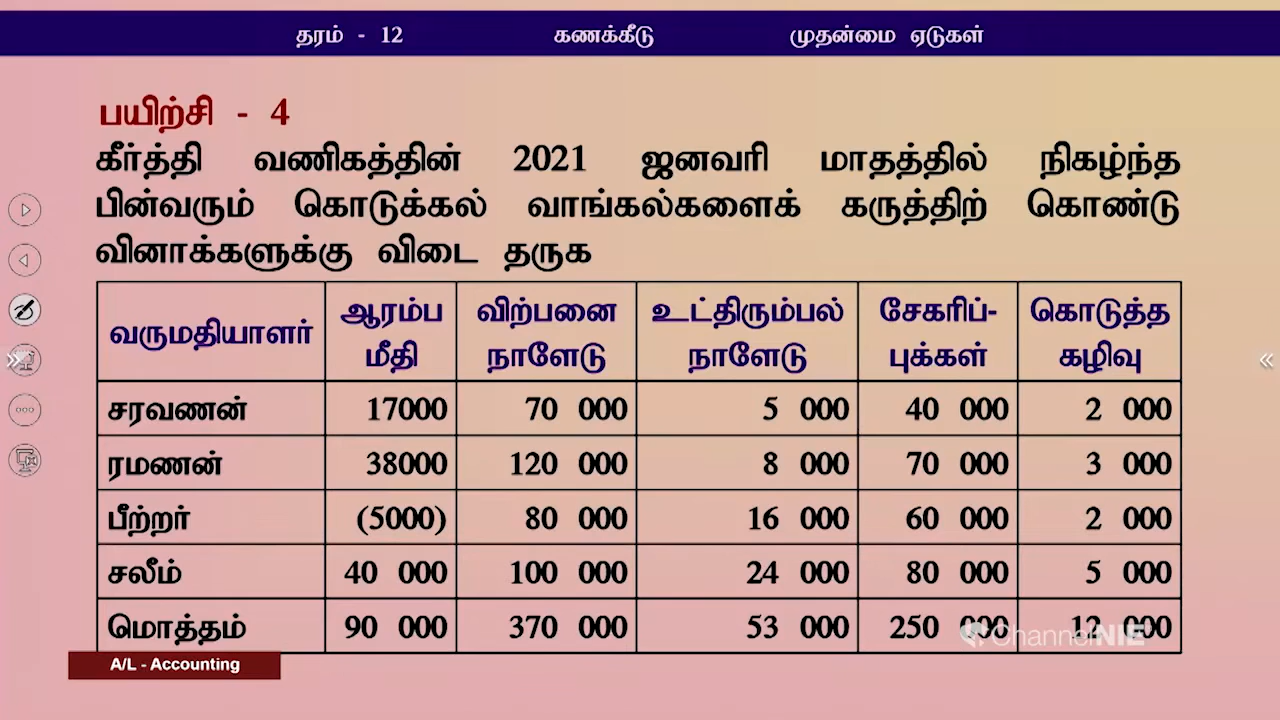 தரம் - 12 கணக்கீடு முதன்மை ஏடுகள்
பயிற்சி - 4
கீர்த்தி வணிகத்தின் 2021 ஜனவரி மாதத்தில் நிகழ்ந்த
பின்வரும் கொடுக்கல் வாங்கல்களைக் கருத்திற் கொண்டு
வினாக்களுக்கு விடை தருக
வருமதியாளர் ஆரம்ப மீதி விற்பனை நாளேடு உட்திரும்பல் நாளேடு சேகரிப்-புக்கள் கொடுத்த கழிவு
சரவணன் 17000 70 000 5 000 40 000 2 000
ரமணன் 38000 120 000 8 000 70 000 3 000
பீற்றர் (5000) 80 000 16 000 60 000 2 000
சலீம் 40 000 100 000 24 000 80 000 5 000
மொத்தம் 90 000 370 000 53 000 250 000 12 000
Channel NIE
A/L - Accounting